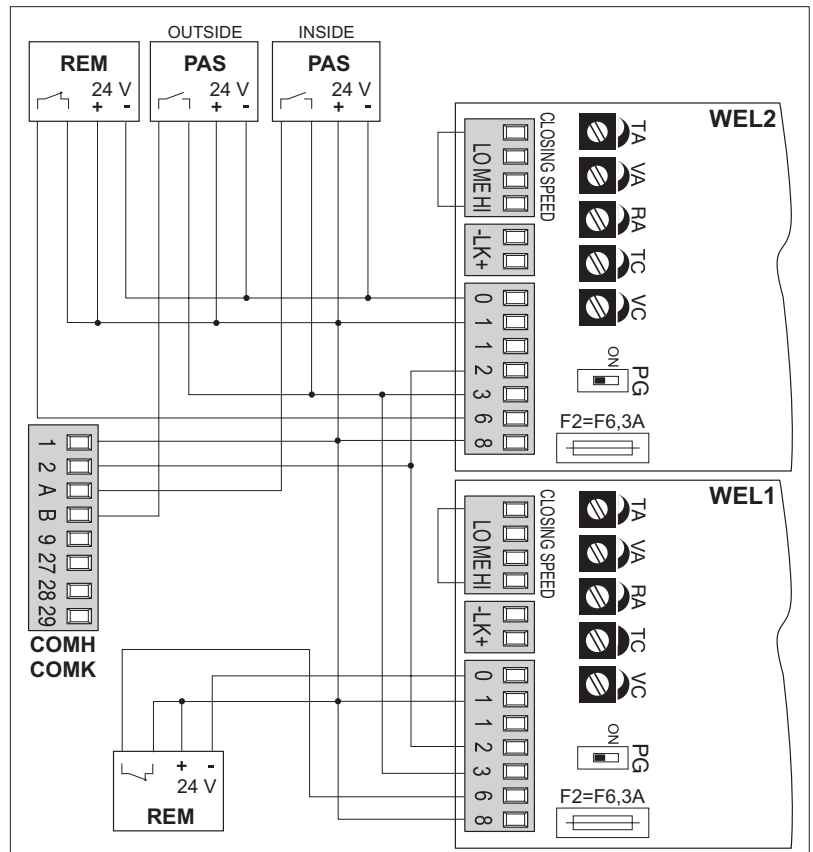 OUTSIDE INSIDE
REM PAS PAS
24 V 24 V 24 V
+ - + - + -
WEL2
CLOSING SPEED
LO ME HI
-LK+
0
1
1
2
3
6
8
TA
VA
RA
TC
VC
ON
PG
F2=F6,3A
1
2
A
B
9
27
28
29
COMH
COMK
WEL1
CLOSING SPEED
LO ME HI
-LK+
0
1
1
2
3
6
8
TA
VA
RA
TC
VC
ON
PG
F2=F6,3A
+ -
24 V
REM